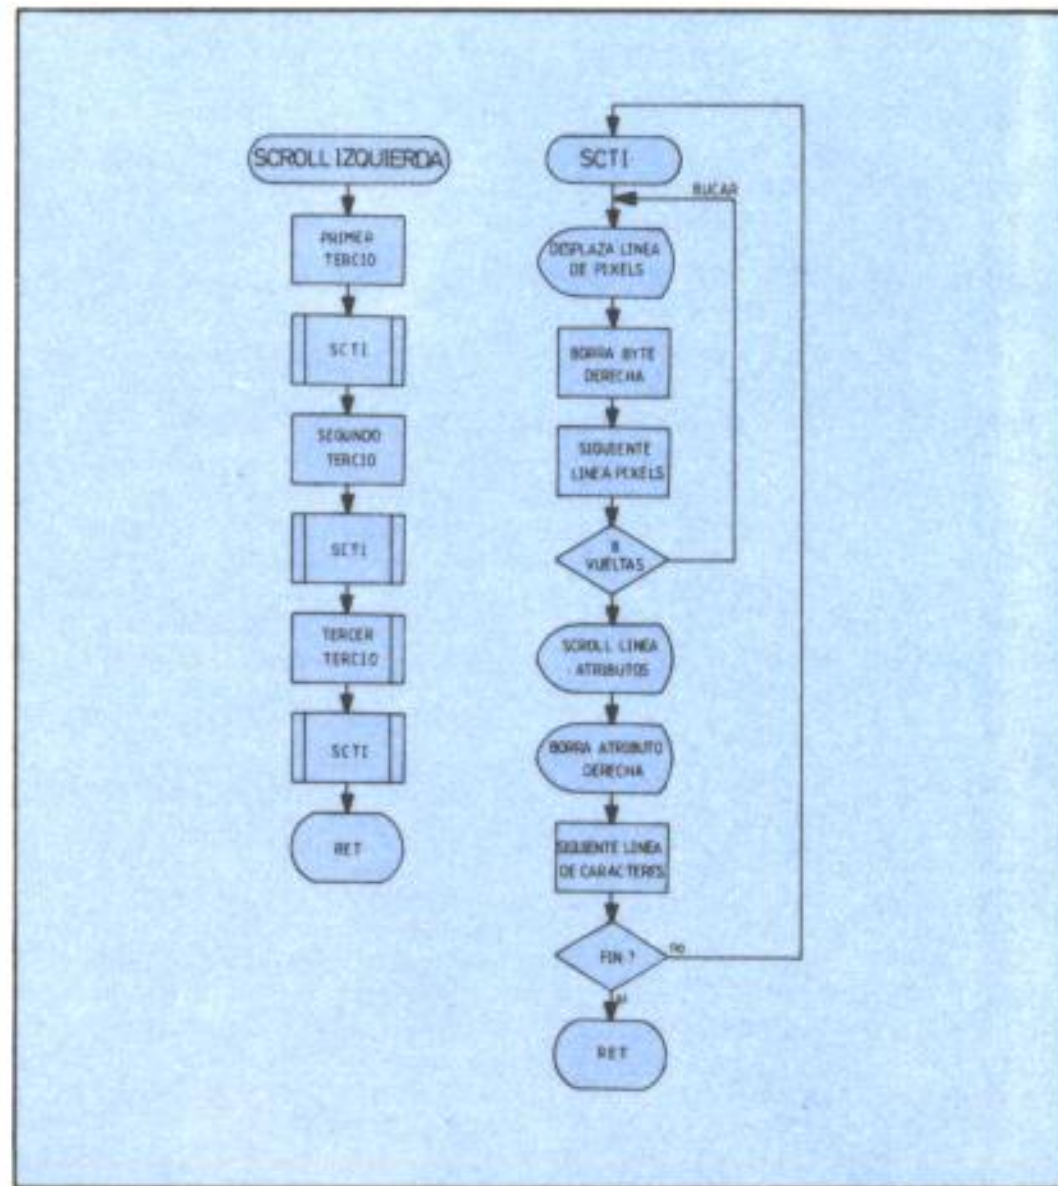 SCROLL IZQUIERDA
PRIMER
TERCIO
SCTI
SEGUNDO
TERCIO
SCTI
TERCER
TERCIO
SCTI
RET
SCTI
BUCAR
DISPLAZA LINEA
DE PIXELS
BORRA BYTE
DERECHA
SIGUIENTE
LINEA PIXELS
8
VUELTAS
SCROLL LINEA
ATRIBUTOS
BORRA ATRIBUTO
DERECHA
SIGUIENTE LINEA
DE CARACTERES
FIN ?
no
RET